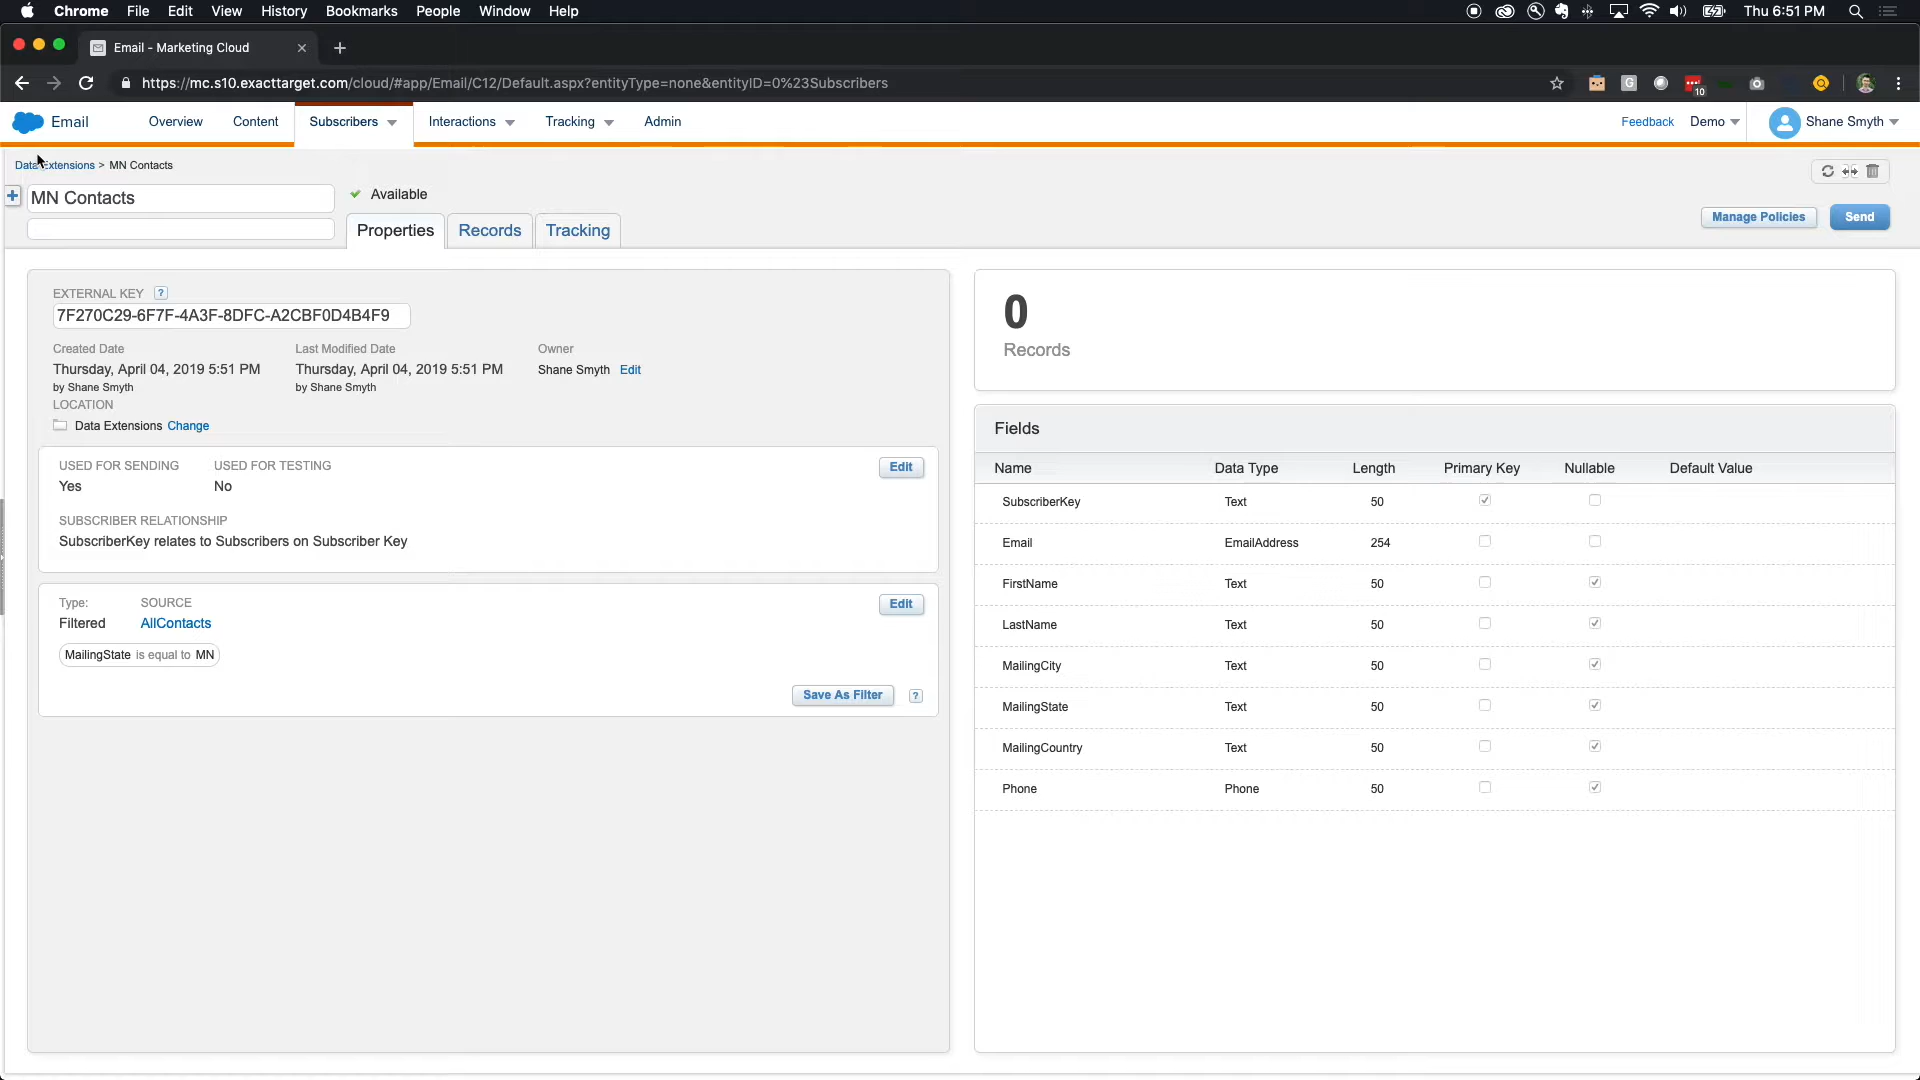 Chrome File Edit View History Bookmarks People Window Help Thu 6:51 PM
Email - Marketing Cloud
https://mc.s10.exacttarget.com/cloud/#app/Email/C12/Default.aspx?entityType=none&entityID=0%23Subscribers
10
Email Overview Content Subscribers Interactions Tracking Admin Feedback Demo Shane Smyth
Data Extensions > MN Contacts
MN Contacts
Available
Properties Records Tracking
Manage Policies Send
EXTERNAL KEY ?
7F270C29-6F7F-4A3F-8DFC-A2CBF0D4B4F9
Created Date Last Modified Date Owner
Thursday, April 04, 2019 5:51 PM Thursday, April 04, 2019 5:51 PM Shane Smyth Edit
by Shane Smyth by Shane Smyth
LOCATION
Data Extensions Change
USED FOR SENDING USED FOR TESTING Edit
Yes No
SUBSCRIBER RELATIONSHIP
SubscriberKey relates to Subscribers on Subscriber Key
Type: SOURCE Edit
Filtered AllContacts
MailingState is equal to MN
Save As Filter ?
0
Records
Fields
Name Data Type Length Primary Key Nullable Default Value
SubscriberKey Text 50
Email EmailAddress 254
FirstName Text 50
LastName Text 50
MailingCity Text 50
MailingState Text 50
MailingCountry Text 50
Phone Phone 50